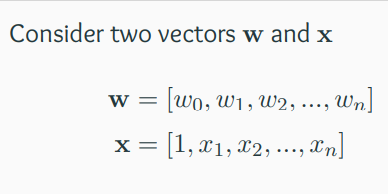 Consider two vectors w and x
w = [w₀, w₁, w₂, ..., wₙ]
x = [1, x₁, x₂, ..., xₙ]